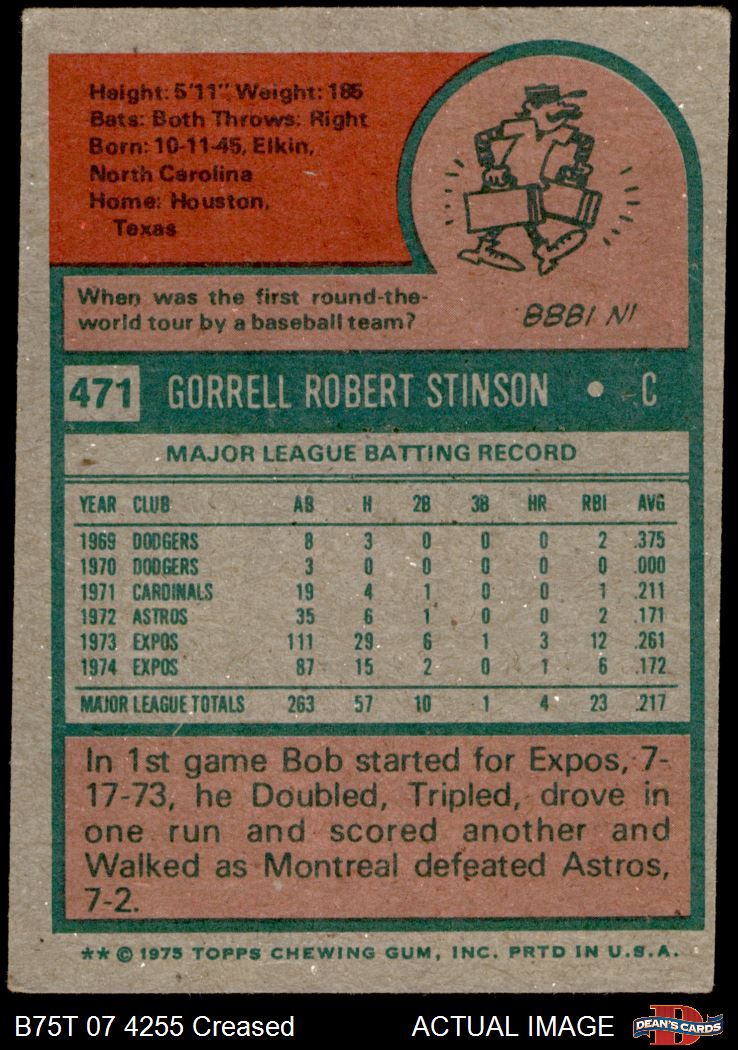 Height: 5'11", Weight: 185
Bats: Both Throws: Right
Born: 10-11-45, Elkin,
North Carolina
Home: Houston,
Texas
When was the first round-the-
world tour by a baseball team?
IN 1888
471 GORRELL ROBERT STINSON • C
MAJOR LEAGUE BATTING RECORD
YEAR CLUB AB H 2B 3B HR RBI AVG
1969 DODGERS 8 3 0 0 0 2 .375
1970 DODGERS 3 0 0 0 0 0 .000
1971 CARDINALS 19 4 1 0 0 1 .211
1972 ASTROS 35 6 1 0 0 2 .171
1973 EXPOS 111 29 6 1 3 12 .261
1974 EXPOS 87 15 2 0 1 6 .172
MAJOR LEAGUE TOTALS 263 57 10 1 4 23 .217
In 1st game Bob started for Expos, 7-
17-73, he Doubled, Tripled, drove in
one run and scored another and
Walked as Montreal defeated Astros,
7-2.
** © 1975 TOPPS CHEWING GUM, INC. PRTD IN U.S.A.
B75T 07 4255 Creased ACTUAL IMAGE
D
DEAN'S CARDS